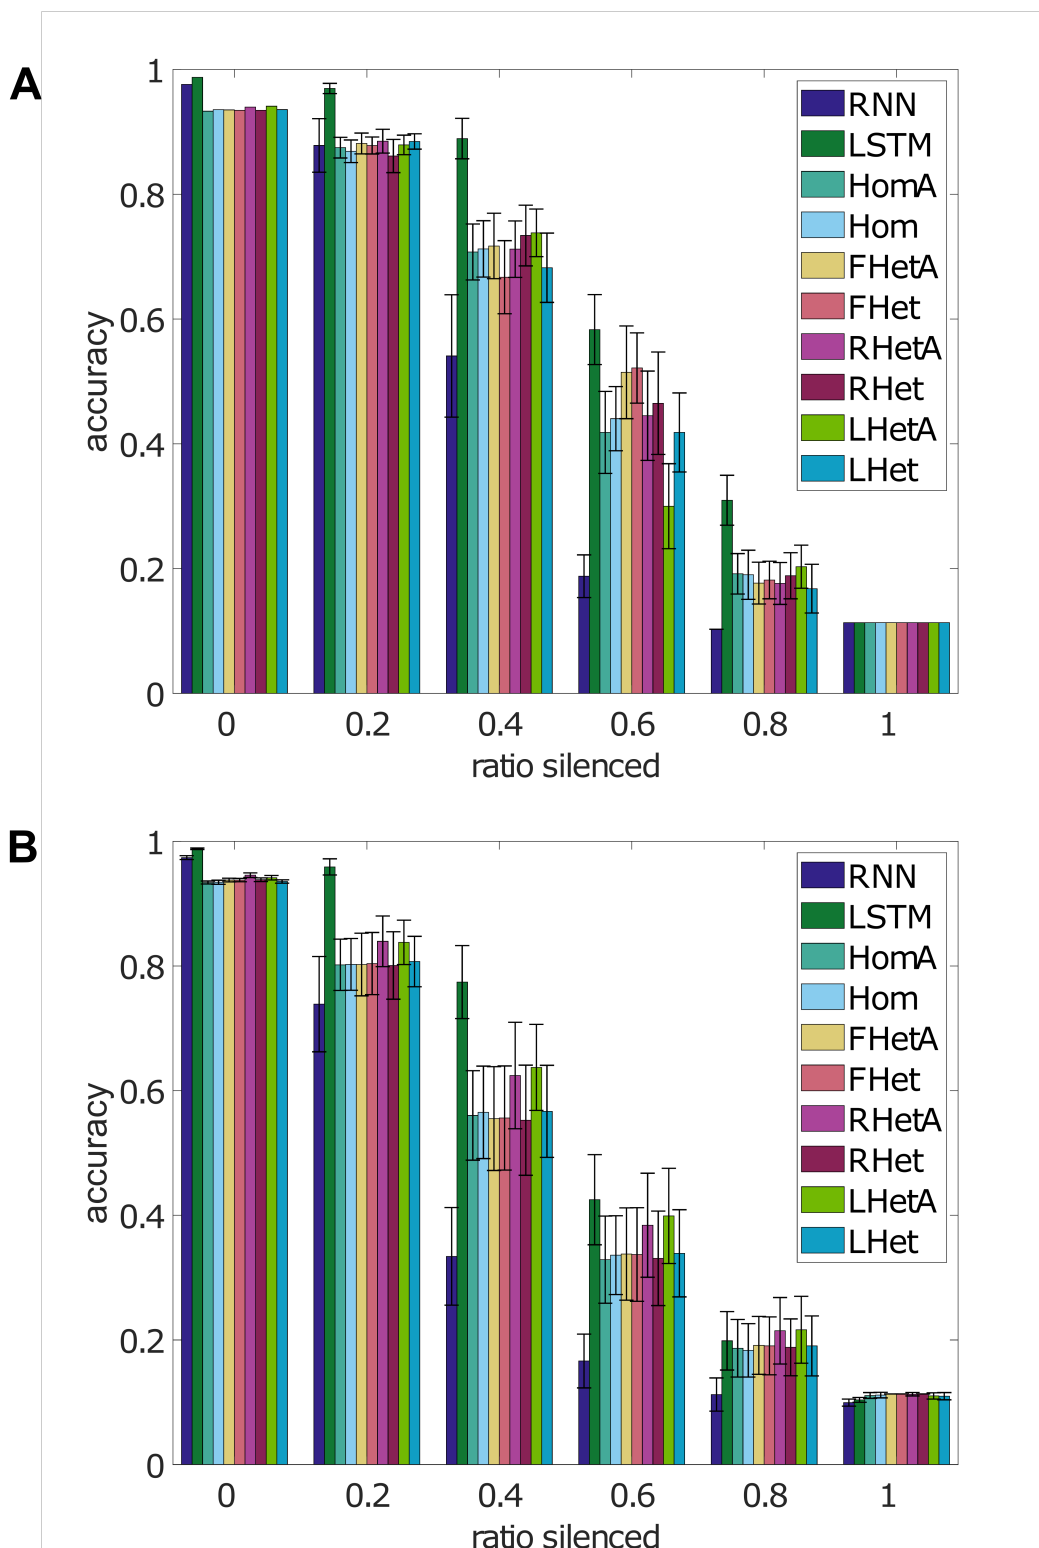 A
1
0.8
0.6
0.4
0.2
0
accuracy
0 0.2 0.4 0.6 0.8 1
ratio silenced
RNN
LSTM
HomA
Hom
FHetA
FHet
RHetA
RHet
LHetA
LHet
B
1
0.8
0.6
0.4
0.2
0
accuracy
0 0.2 0.4 0.6 0.8 1
ratio silenced
RNN
LSTM
HomA
Hom
FHetA
FHet
RHetA
RHet
LHetA
LHet